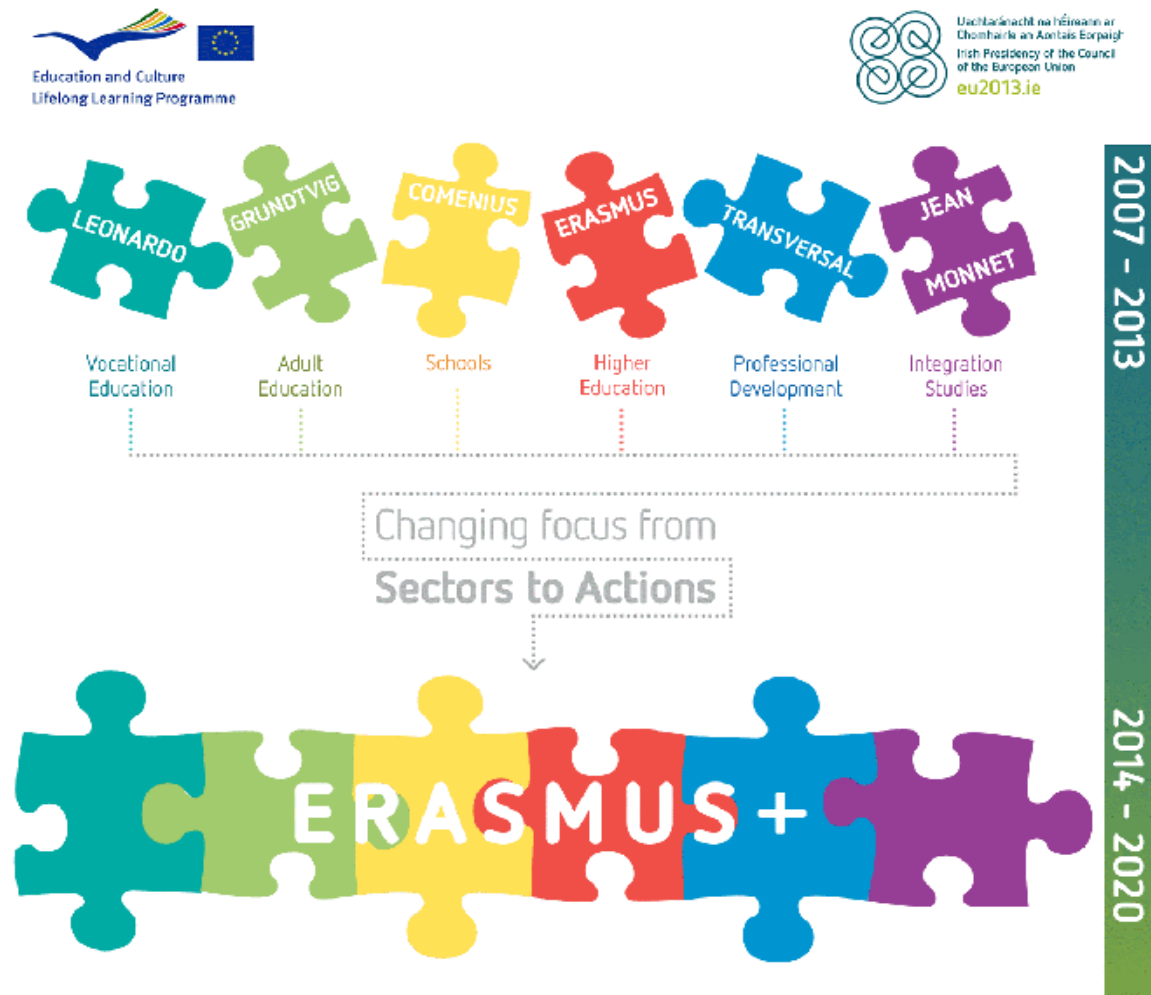 Education and Culture
Lifelong Learning Programme
Uachtaránacht na hÉireann ar
Chomhairle an Aontais Eorpaigh
Irish Presidency of the Council
of the European Union
eu2013.ie
LEONARDO
GRUNDTVIG
COMENIUS
ERASMUS
TRANSVERSAL
JEAN
MONNET
2007 - 2013
Vocational
Education
Adult
Education
Schools
Higher
Education
Professional
Development
Integration
Studies
Changing focus from
Sectors to Actions
ERASMUS +
2014 - 2020